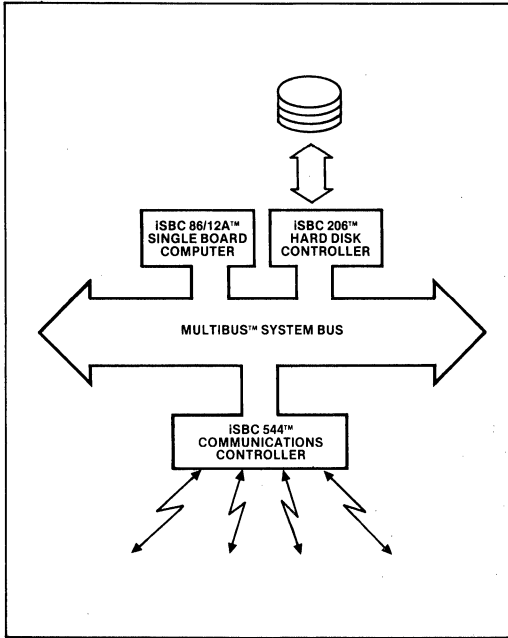 iSBC 86/12A™
SINGLE BOARD
COMPUTER
iSBC 206™
HARD DISK
CONTROLLER
MULTIBUS™ SYSTEM BUS
iSBC 544™
COMMUNICATIONS
CONTROLLER